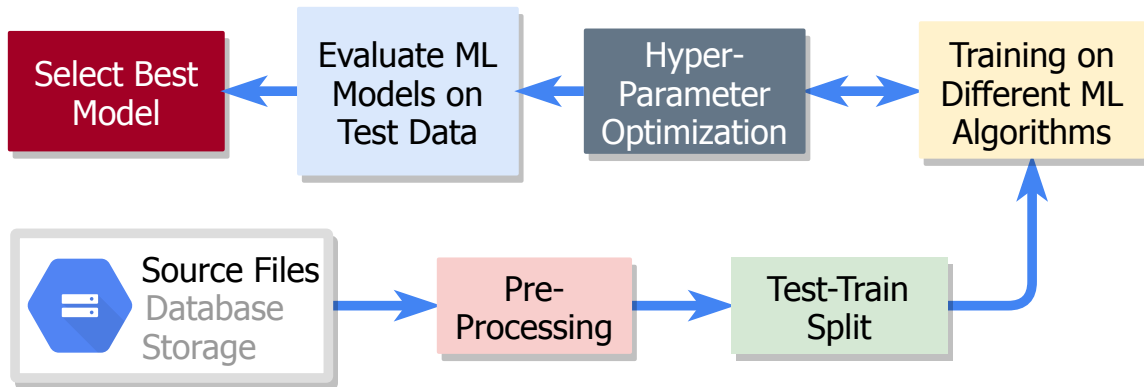 Select Best
Model
Evaluate ML
Models on
Test Data
Hyper-
Parameter
Optimization
Training on
Different ML
Algorithms
Source Files
Database
Storage
Pre-
Processing
Test-Train
Split